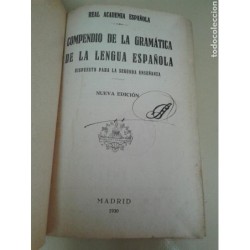 REAL ACADEMIA ESPAÑOLA
COMPENDIO DE LA GRAMÁTICA
DE LA LENGUA ESPAÑOLA
DISPUESTO PARA LA SEGUNDA ENSEÑANZA
NUEVA EDICIÓN
MADRID